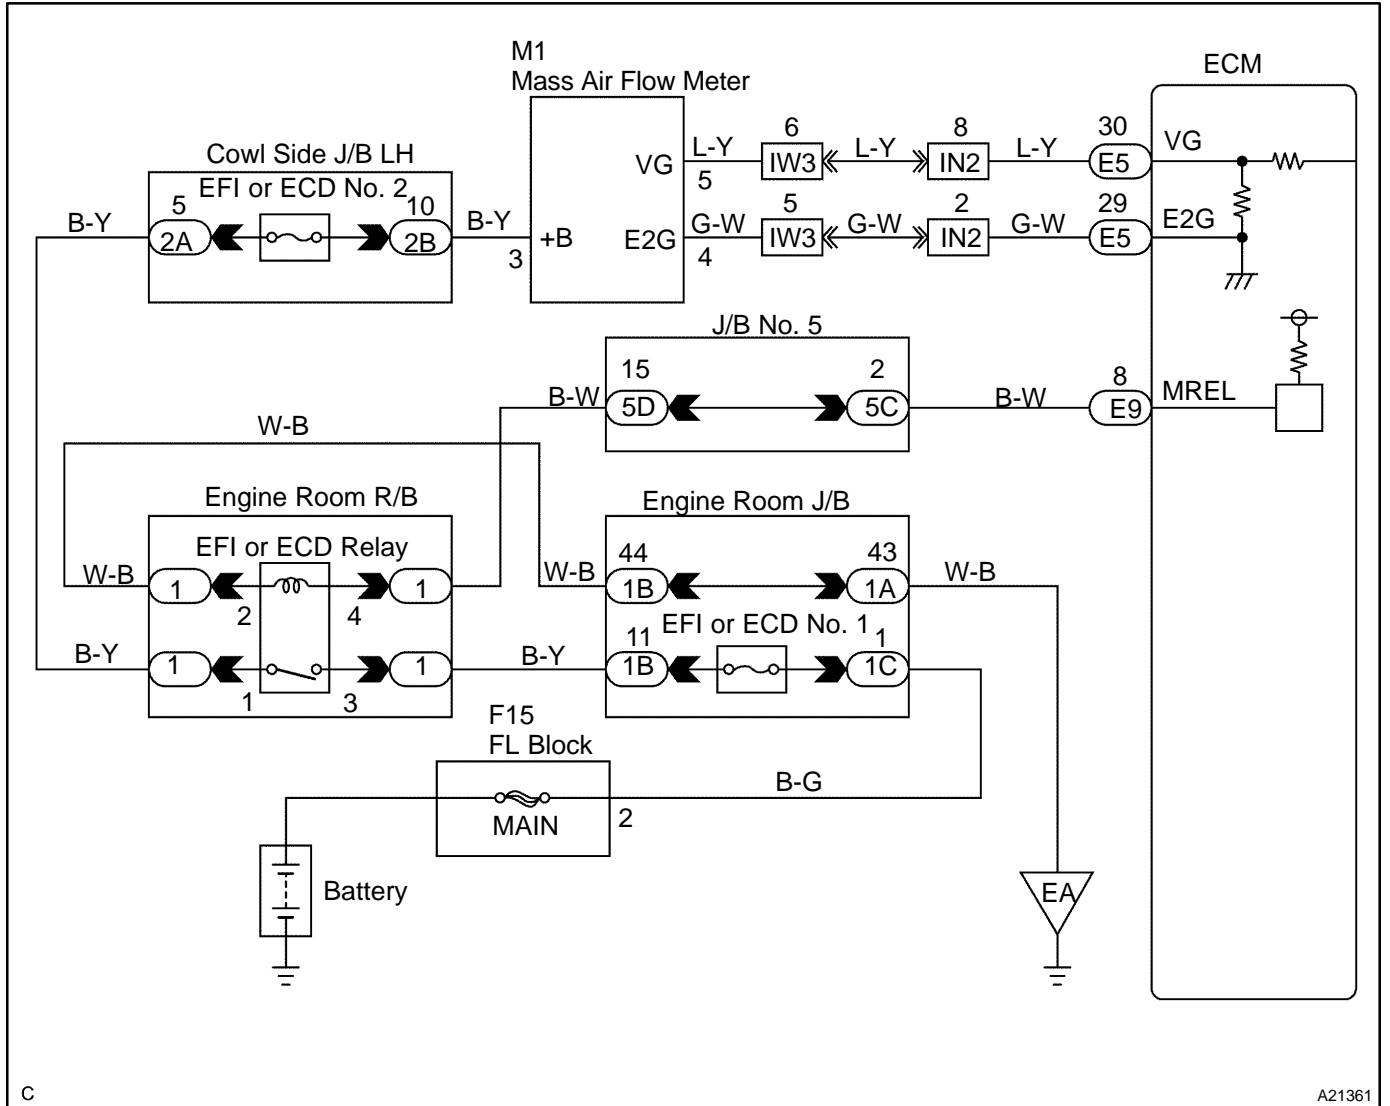 M1
Mass Air Flow Meter
ECM
Cowl Side J/B LH
EFI or ECD No. 2
B-Y
5
2A
10
2B
B-Y
3
+B
VG
E2G
L-Y
5
6
IW3
L-Y
8
IN2
L-Y
30
E5
VG
G-W
4
5
IW3
G-W
2
IN2
G-W
29
E5
E2G
J/B No. 5
B-W
15
5D
2
5C
B-W
8
E9
MREL
W-B
Engine Room R/B
EFI or ECD Relay
W-B
1
2
4
1
B-Y
1
1
3
1
B-Y
Engine Room J/B
W-B
44
1B
43
1A
W-B
EFI or ECD No. 1
11
1B
1
1C
F15
FL Block
MAIN
2
B-G
Battery
EA
C
A21361